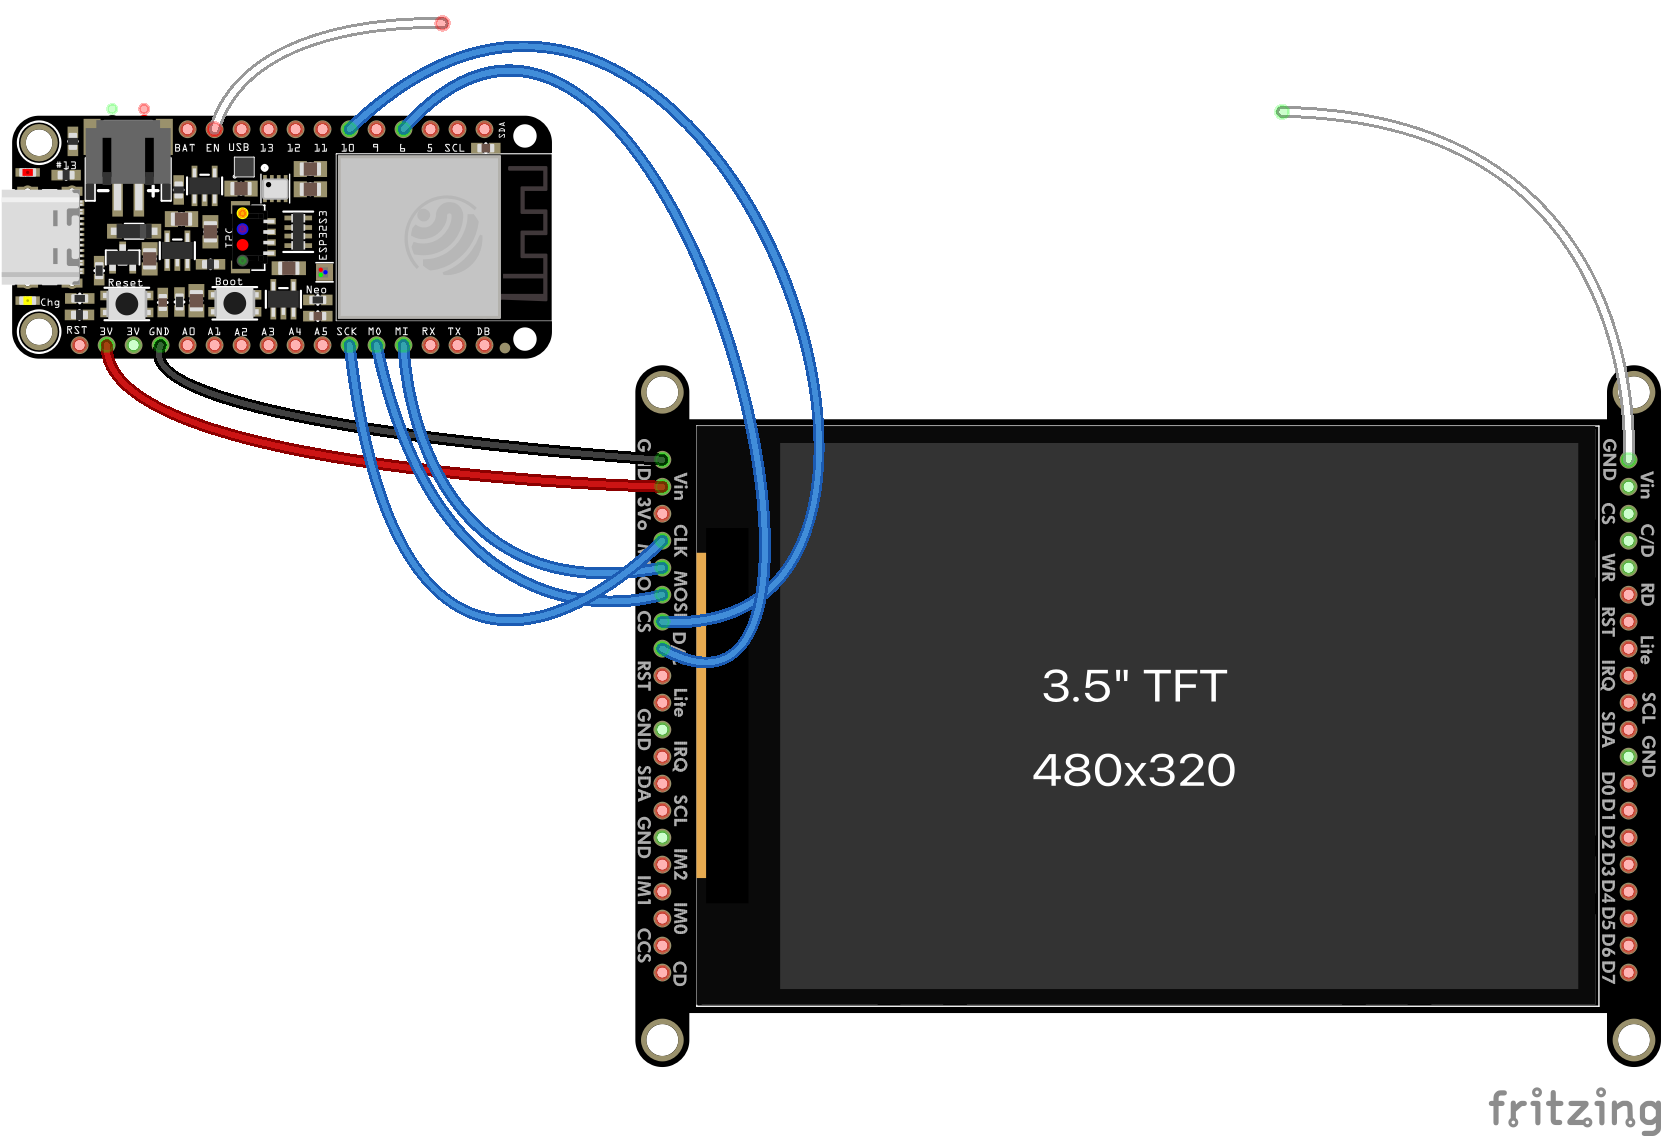 BAT EN USB 13 12 11 10 9 6 5 SCL SDA
#13
I2C
ESP32S3
Reset
Boot
Neo
Chg
RST 3V 3V GND A0 A1 A2 A3 A4 A5 SCK MO MI RX TX DB
Vin
3Vo
CLK
MOSI
CS
RST
Lite
GND
IRQ
SDA
SCL
GND
IM2
IM1
IM0
CCS
CD
3.5" TFT
480x320
GND
Vin
CS
C/D
WR
RD
RST
Lite
IRQ
SCL
SDA
GND
D0D1D2D3D4D5D6D7
fritzing